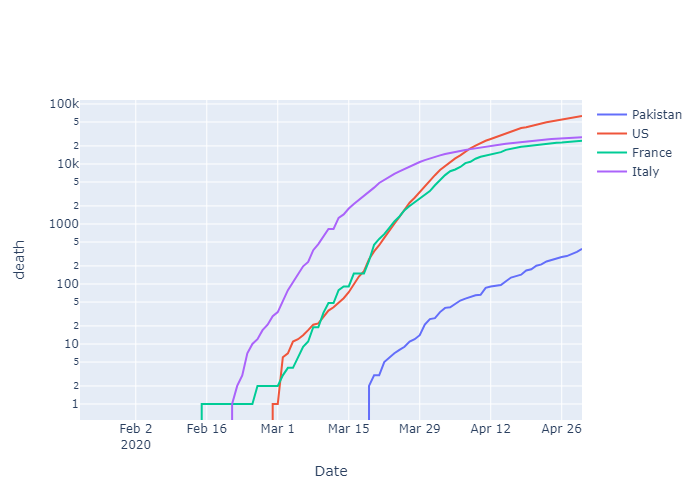 100k
5
2
10k
5
2
1000
5
2
100
5
2
10
5
2
1
death
Feb 2
2020
Feb 16
Mar 1
Mar 15
Mar 29
Apr 12
Apr 26
Date
Pakistan
US
France
Italy